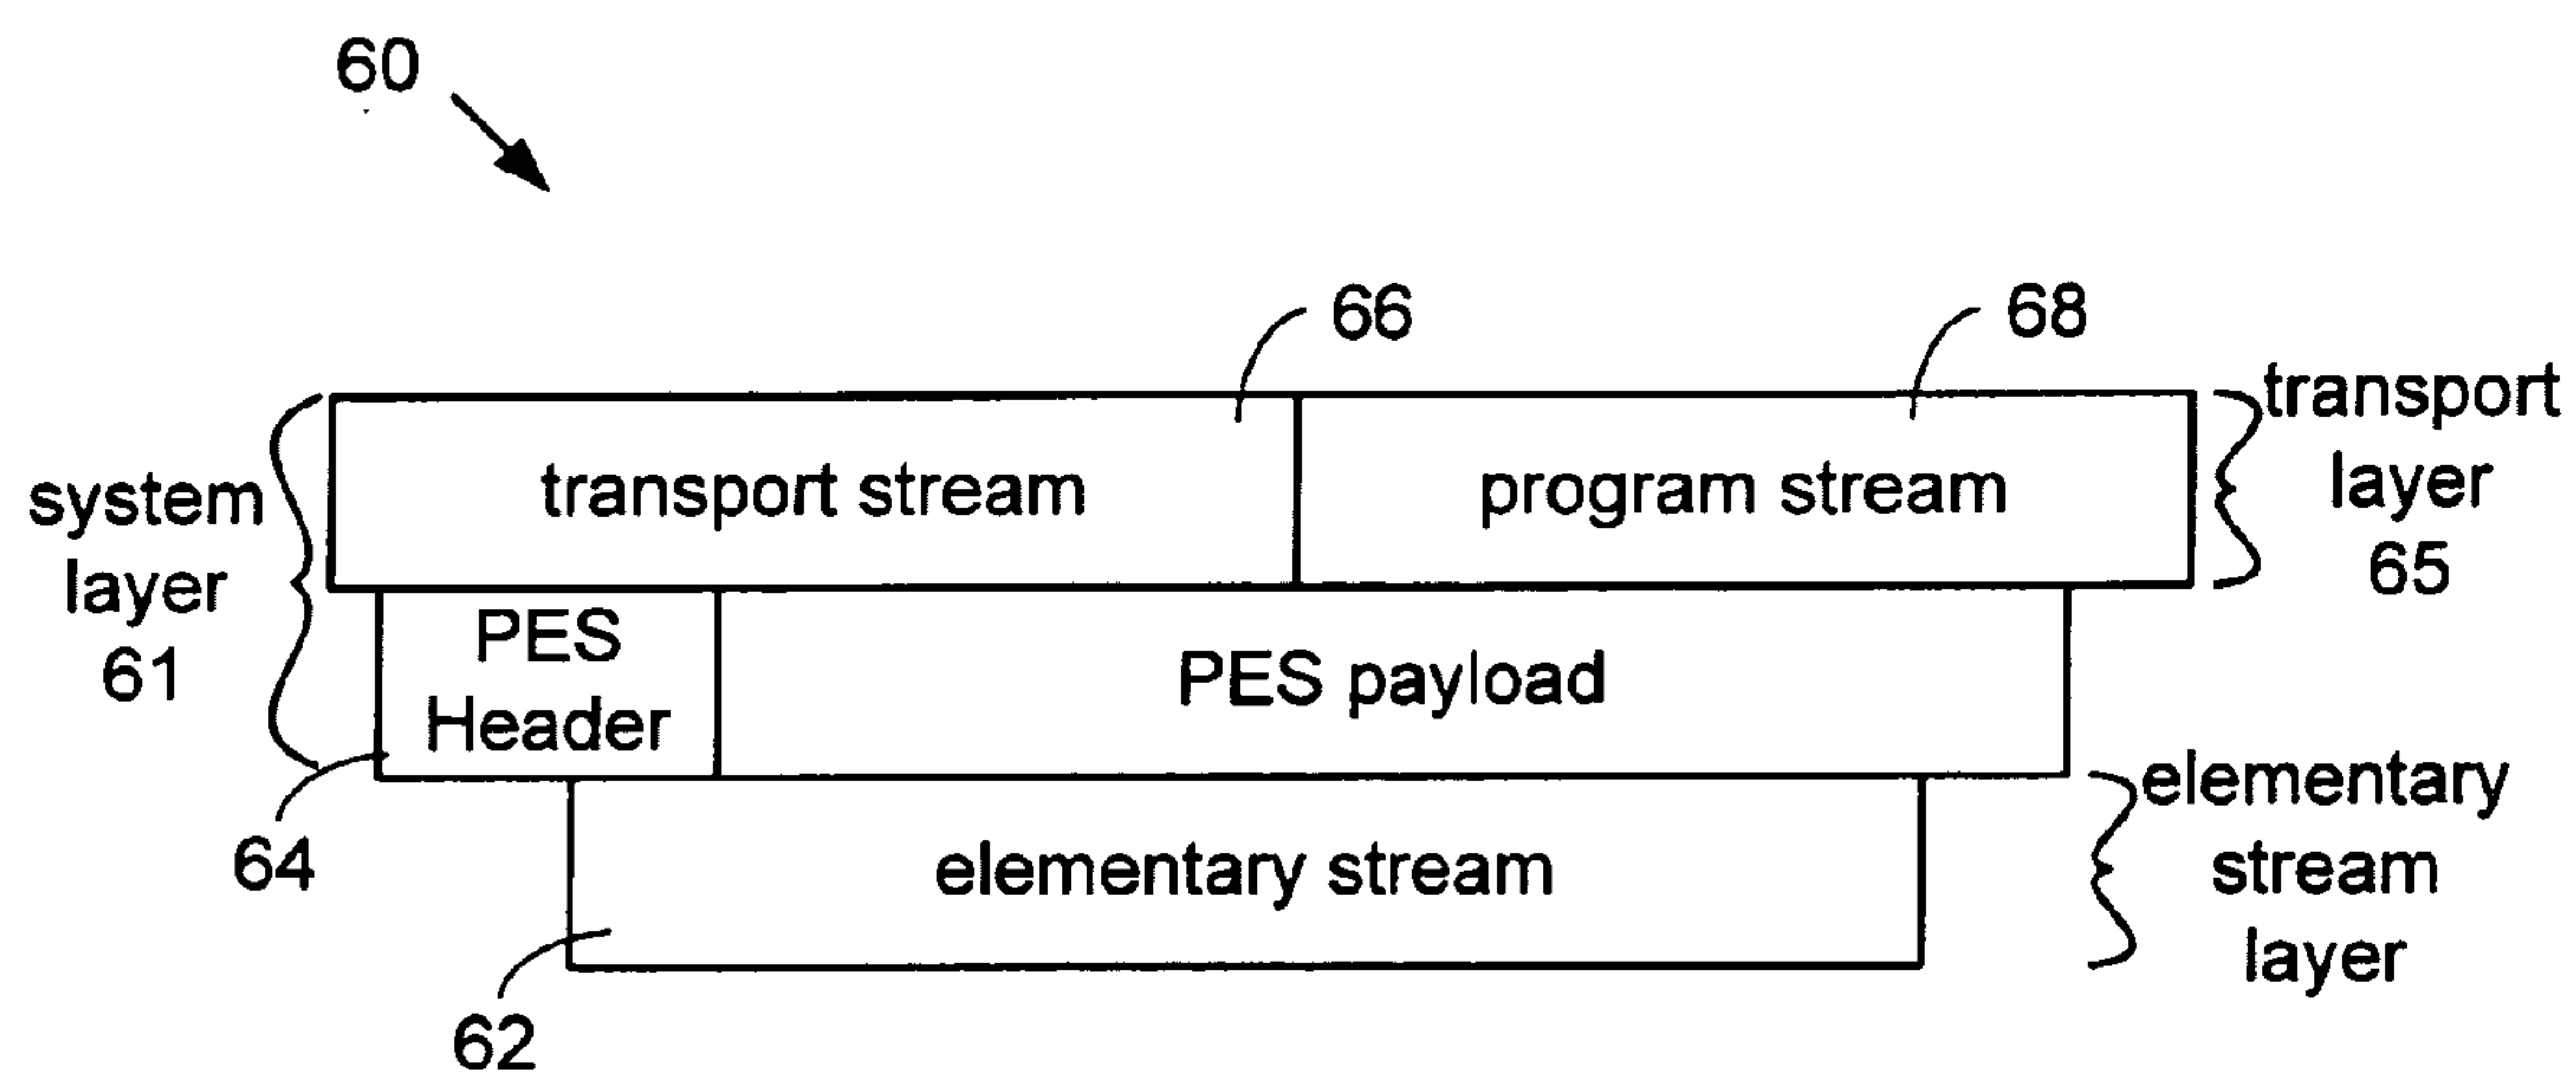 60
66
68
transport
layer
65
system
layer
61
transport stream
program stream
PES
Header
PES payload
64
elementary
stream
layer
elementary stream
62